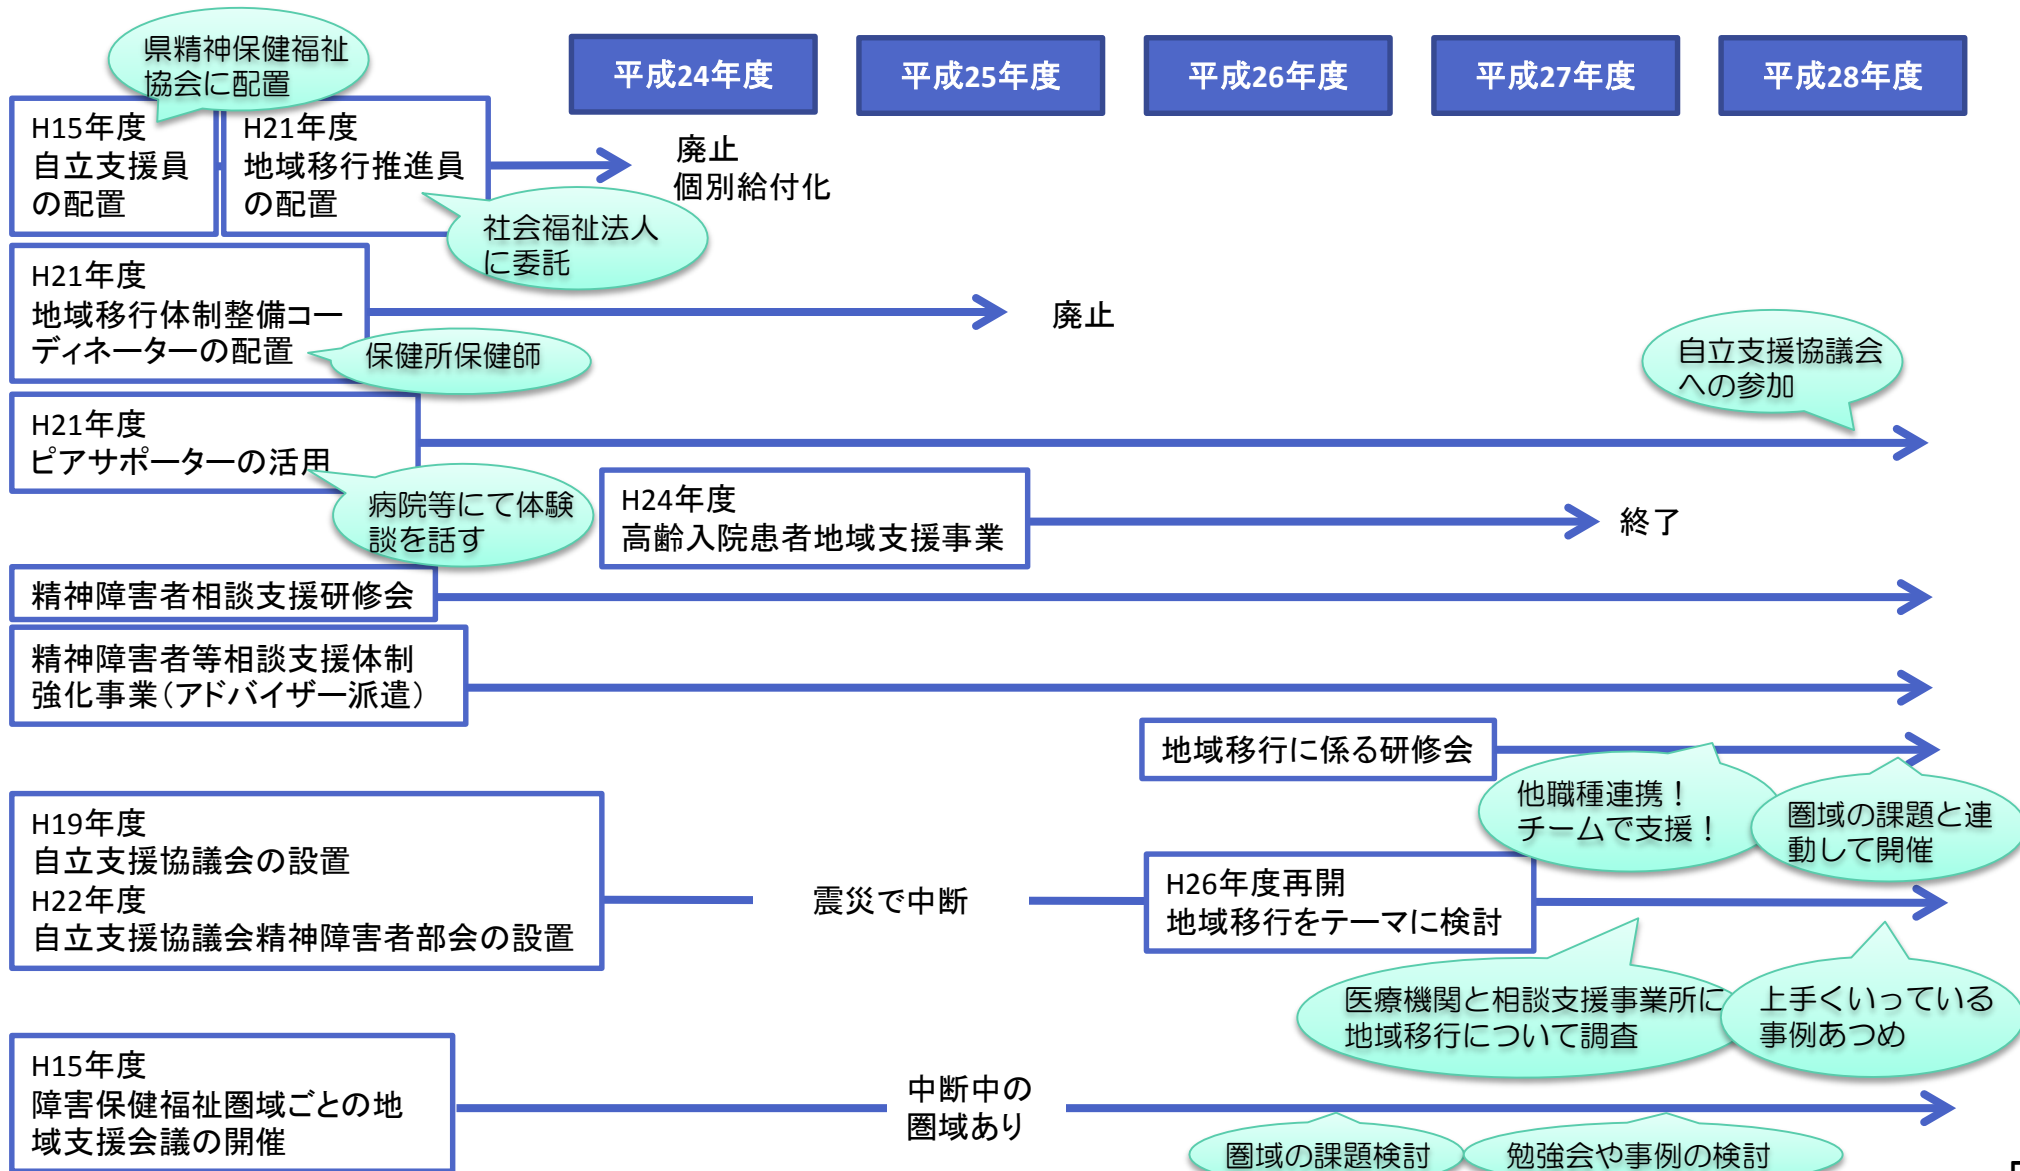 県精神保健福祉
協会に配置
平成24年度
平成25年度
平成26年度
平成27年度
平成28年度
H15年度
自立支援員
の配置
H21年度
地域移行推進員
の配置
廃止
個別給付化
社会福祉法人
に委託
H21年度
地域移行体制整備コー
ディネーターの配置
保健所保健師
廃止
自立支援協議会
への参加
H21年度
ピアサポーターの活用
病院等にて体験
談を話す
H24年度
高齢入院患者地域支援事業
終了
精神障害者相談支援研修会
精神障害者等相談支援体制
強化事業(アドバイザー派遣)
地域移行に係る研修会
他職種連携!
チームで支援!
圏域の課題と連
動して開催
H19年度
自立支援協議会の設置
H22年度
自立支援協議会精神障害者部会の設置
震災で中断
H26年度再開
地域移行をテーマに検討
医療機関と相談支援事業所に
地域移行について調査
上手くいっている
事例あつめ
H15年度
障害保健福祉圏域ごとの地
域支援会議の開催
中断中の
圏域あり
圏域の課題検討
勉強会や事例の検討